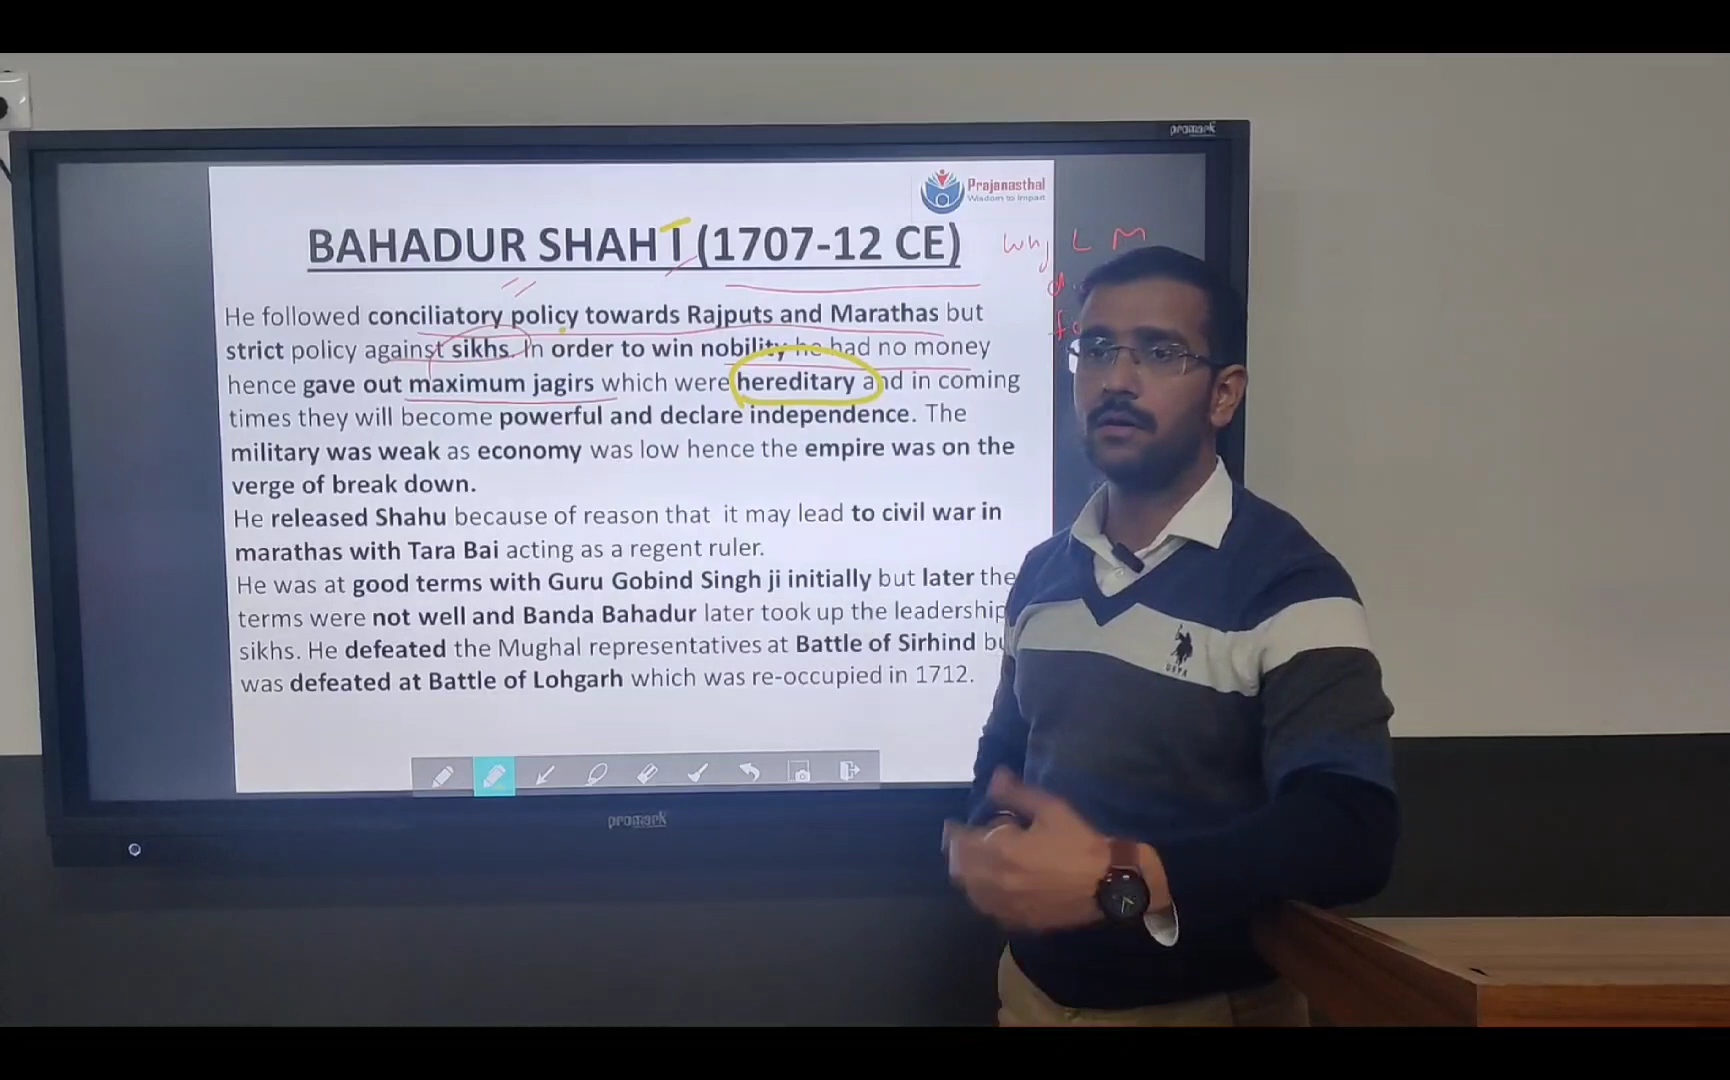 promark
Prajanasthal
Wisdom to Impart
BAHADUR SHAH I (1707-12 CE)
Why L M
He followed conciliatory policy towards Rajputs and Marathas but
strict policy against sikhs. In order to win nobility he had no money
hence gave out maximum jagirs which were hereditary and in coming
times they will become powerful and declare independence. The
military was weak as economy was low hence the empire was on the
verge of break down.
He released Shahu because of reason that it may lead to civil war in
marathas with Tara Bai acting as a regent ruler.
He was at good terms with Guru Gobind Singh ji initially but later the
terms were not well and Banda Bahadur later took up the leadership
sikhs. He defeated the Mughal representatives at Battle of Sirhind bu
was defeated at Battle of Lohgarh which was re-occupied in 1712.
promark
USPA